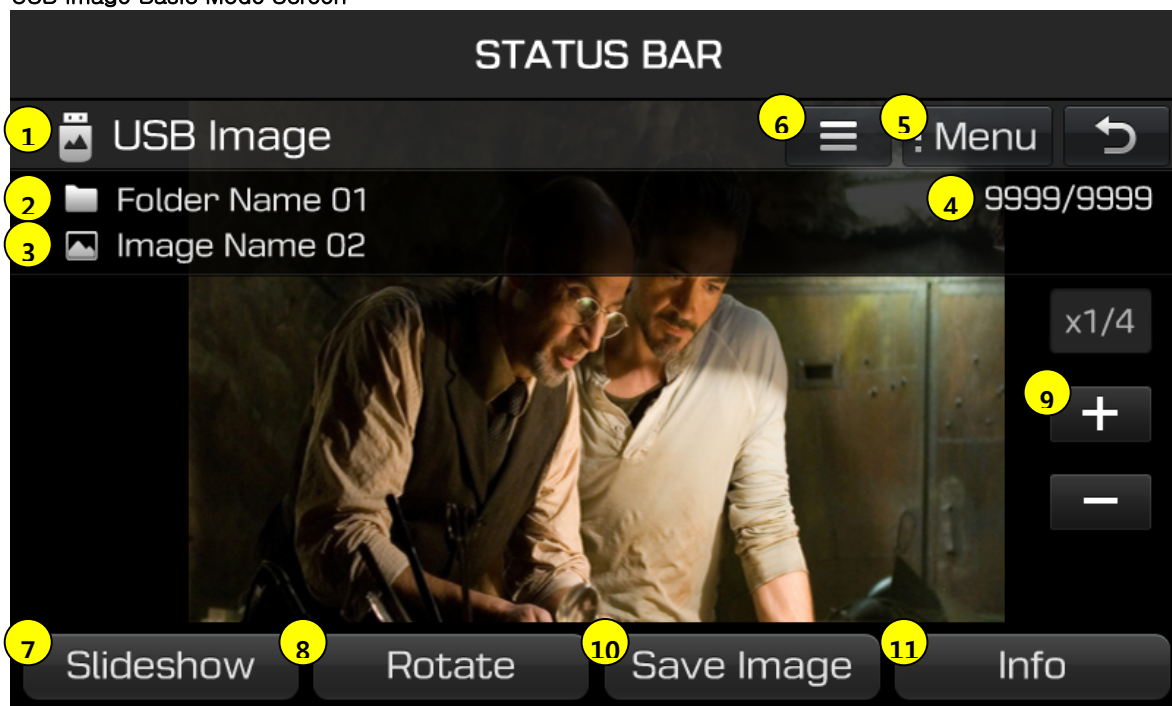 USB Image Basic Mode Screen
STATUS BAR
1 USB Image 6 5 Menu
2 Folder Name 01 4 9999/9999
3 Image Name 02
x1/4
9 +
−
7 Slideshow 8 Rotate 10 Save Image 11 Info